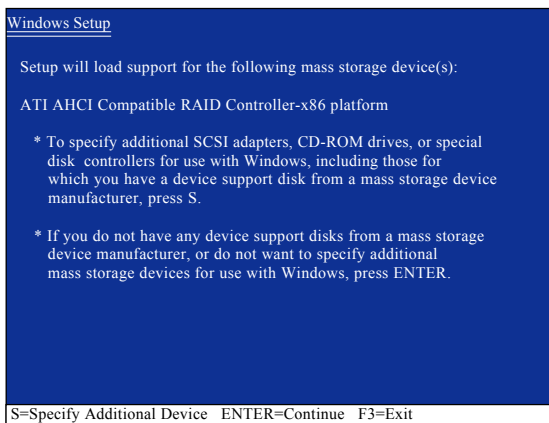 Windows Setup
Setup will load support for the following mass storage device(s):
ATI AHCI Compatible RAID Controller-x86 platform
* To specify additional SCSI adapters, CD-ROM drives, or special
disk controllers for use with Windows, including those for
which you have a device support disk from a mass storage device
manufacturer, press S.
* If you do not have any device support disks from a mass storage
device manufacturer, or do not want to specify additional
mass storage devices for use with Windows, press ENTER.
S=Specify Additional Device ENTER=Continue F3=Exit